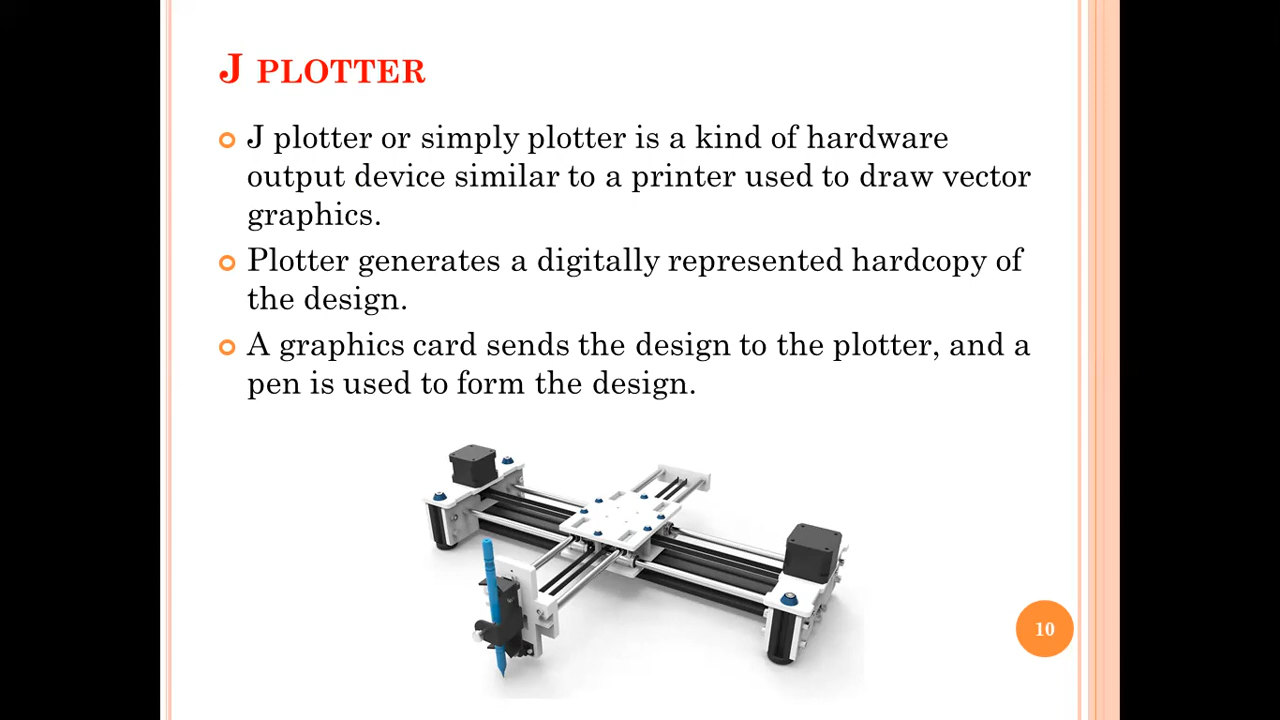 J PLOTTER
J plotter or simply plotter is a kind of hardware
output device similar to a printer used to draw vector
graphics.
Plotter generates a digitally represented hardcopy of
the design.
A graphics card sends the design to the plotter, and a
pen is used to form the design.
10